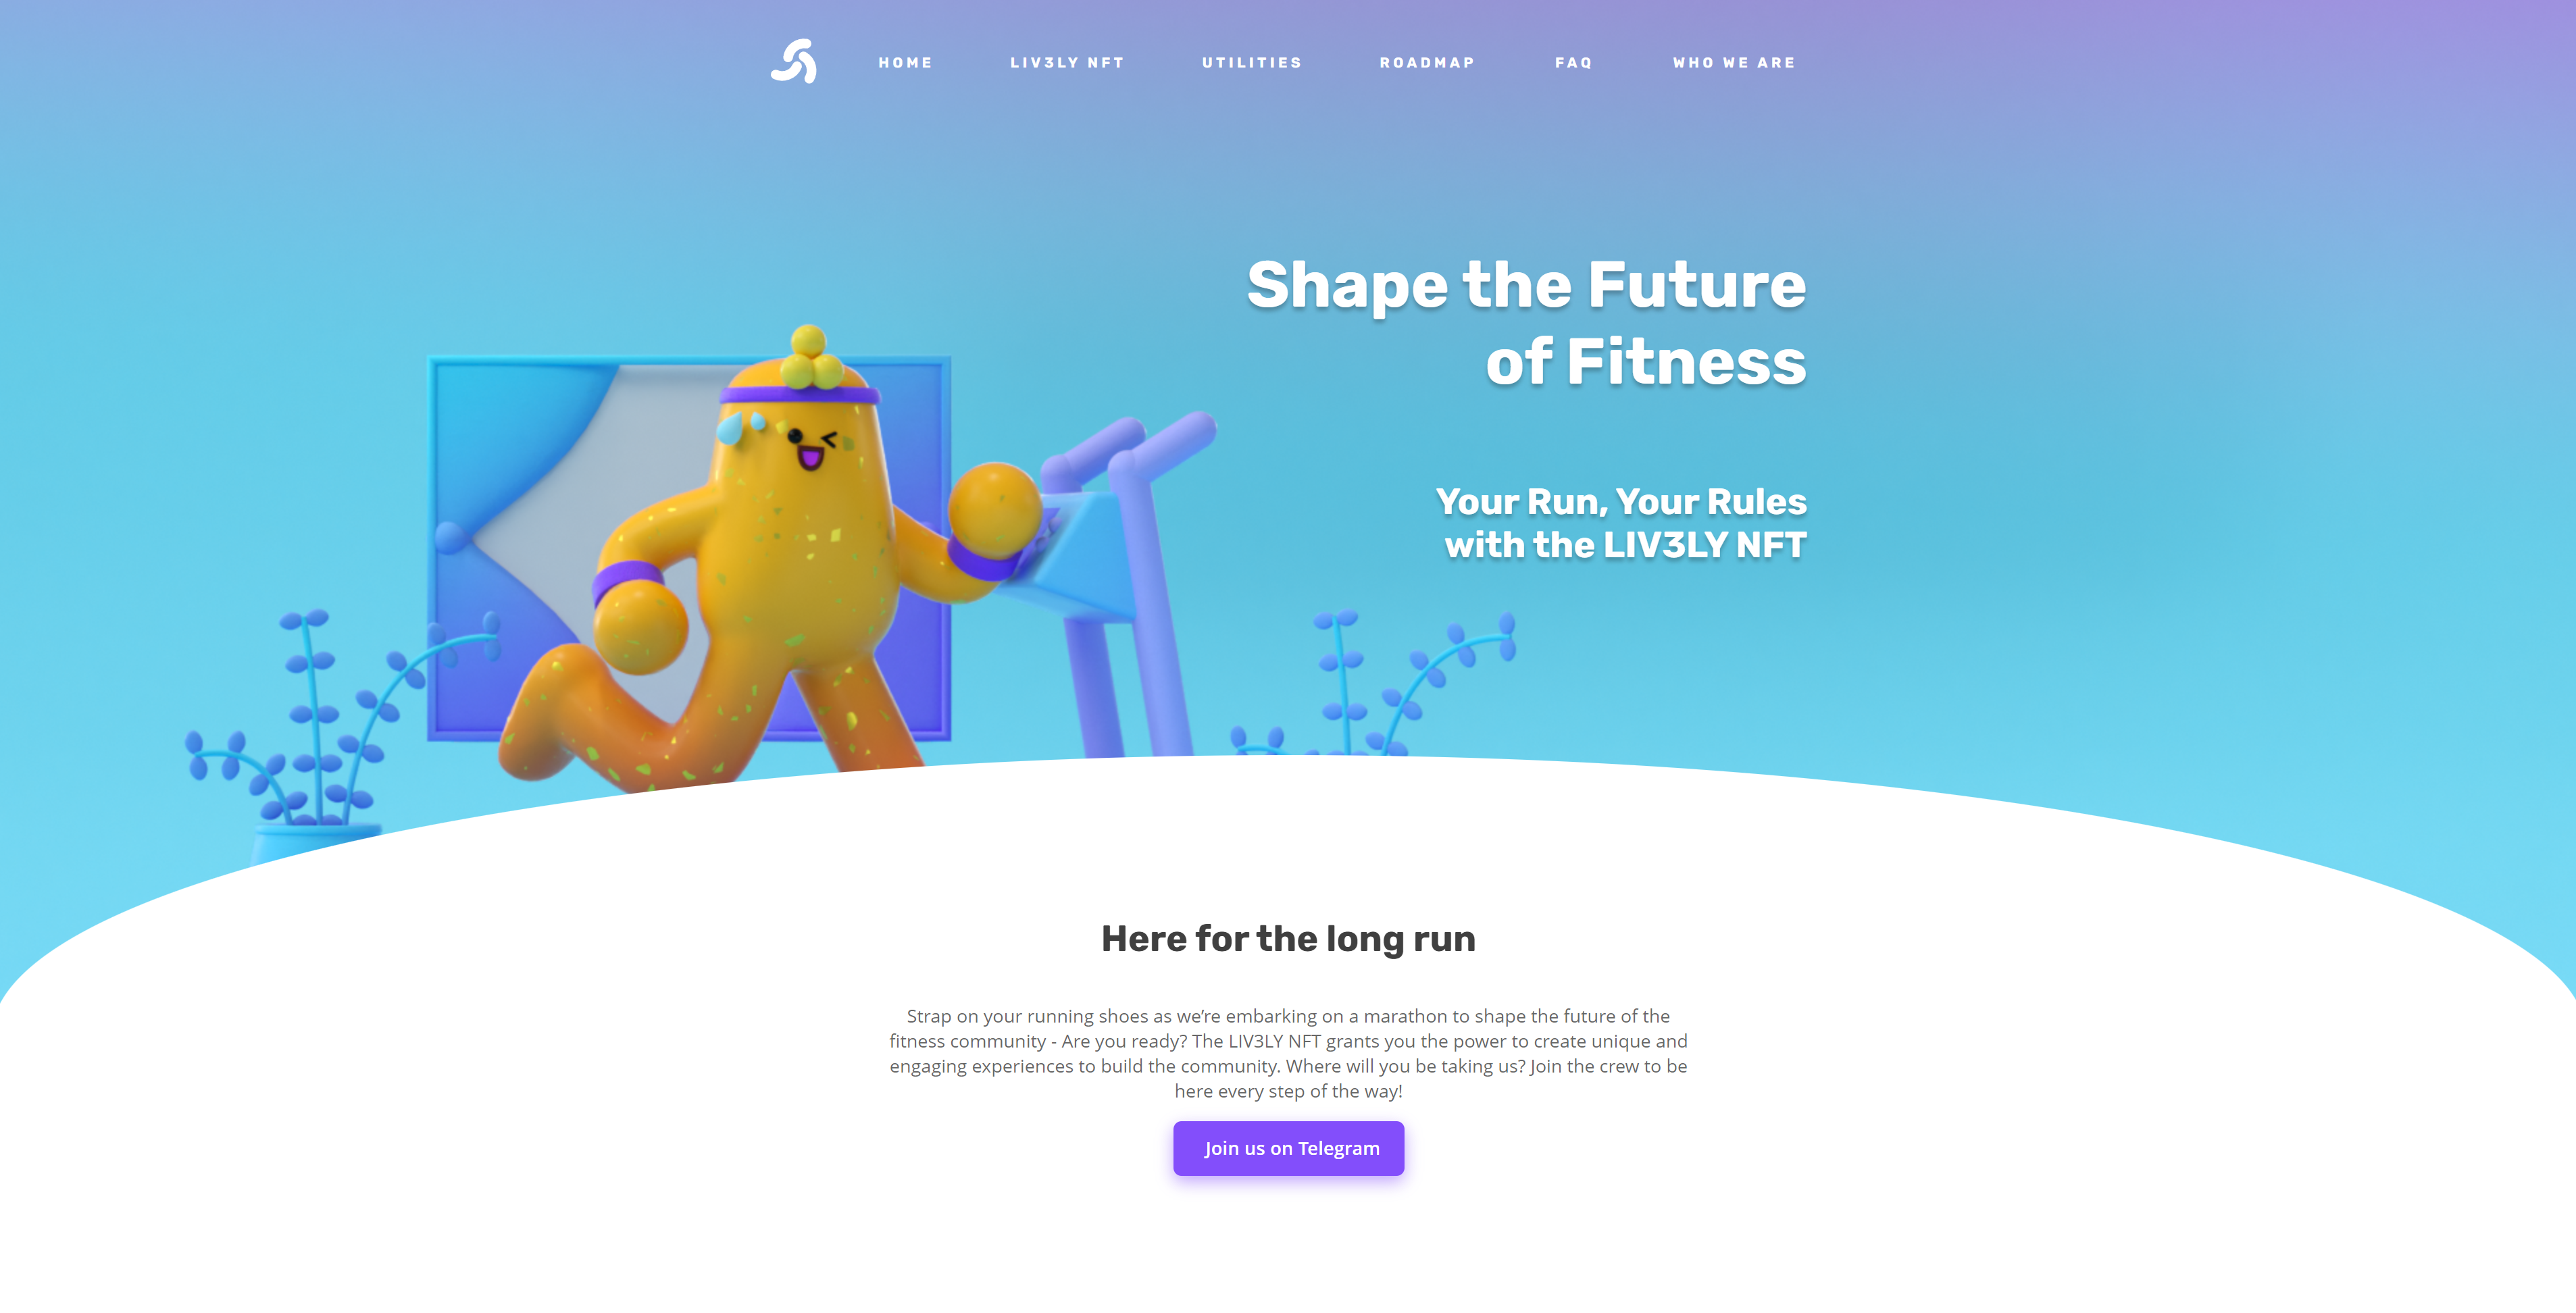 HOME
LIV3LY NFT
UTILITIES
ROADMAP
FAQ
WHO WE ARE
Shape the Future
of Fitness
Your Run, Your Rules
with the LIV3LY NFT
Here for the long run
Strap on your running shoes as we’re embarking on a marathon to shape the future of the
fitness community - Are you ready? The LIV3LY NFT grants you the power to create unique and
engaging experiences to build the community. Where will you be taking us? Join the crew to be
here every step of the way!
Join us on Telegram